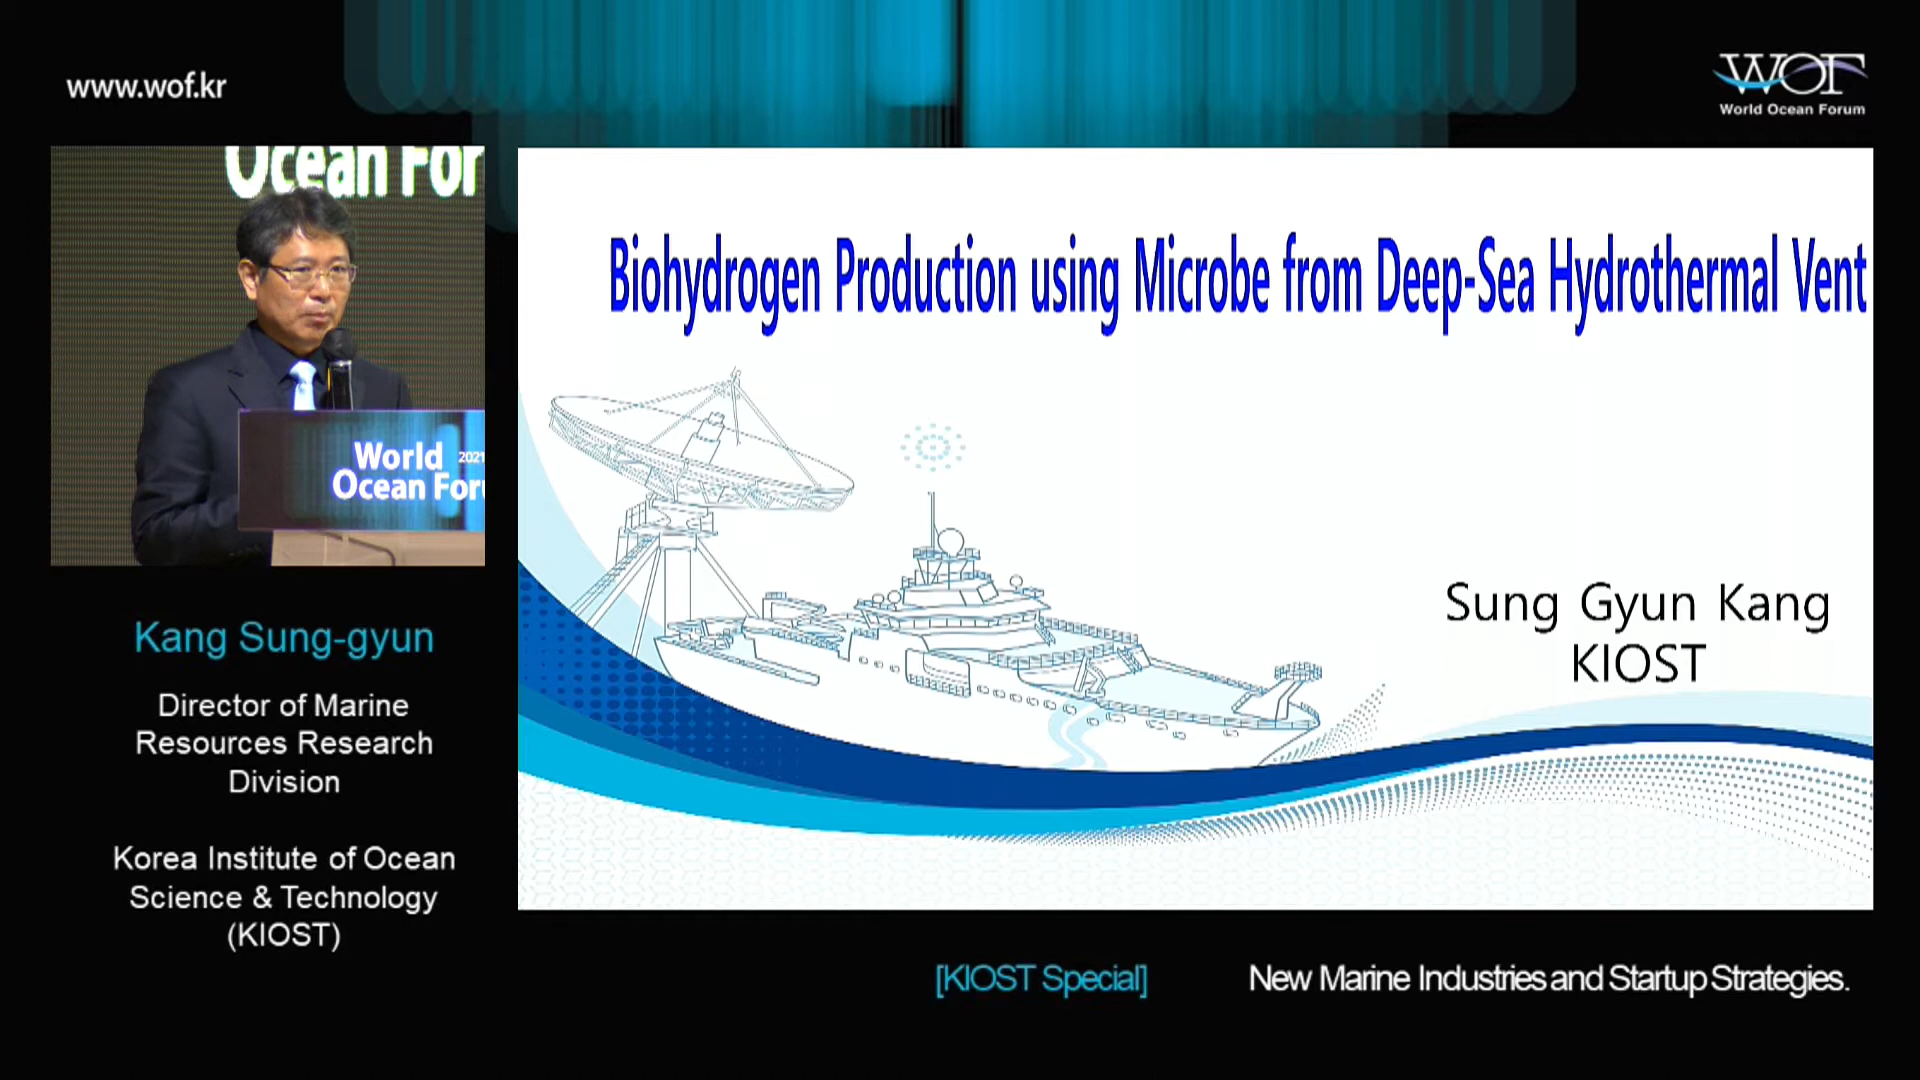 www.wof.kr
WOF
World Ocean Forum
Ocean For
World 2021
Ocean Foru
Biohydrogen Production using Microbe from Deep-Sea Hydrothermal Vent
Sung Gyun Kang
KIOST
Kang Sung-gyun
Director of Marine
Resources Research
Division
Korea Institute of Ocean
Science & Technology
(KIOST)
[KIOST Special] New Marine Industries and Startup Strategies.